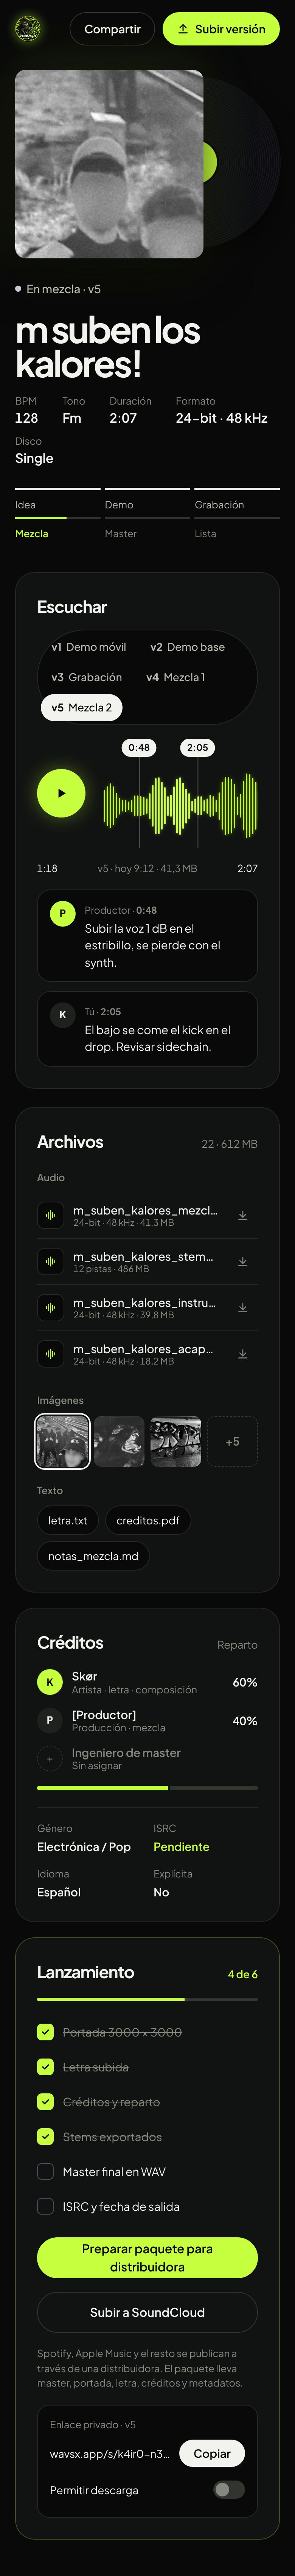 Compartir
Subir versión
En mezcla · v5
m suben los
kalores!
BPM
128
Tono
Fm
Duración
2:07
Formato
24–bit · 48 kHz
Disco
Single
Idea
Demo
Grabación
Mezcla
Master
Lista
Escuchar
v1 Demo móvil
v2 Demo base
v3 Grabación
v4 Mezcla 1
v5 Mezcla 2
0:48
2:05
1:18
v5 · hoy 9:12 · 41,3 MB
2:07
P
Productor · 0:48
Subir la voz 1 dB en el
estribillo, se pierde con el
synth.
K
Tú · 2:05
El bajo se come el kick en el
drop. Revisar sidechain.
Archivos
22 · 612 MB
Audio
m_suben_kalores_mezcl...
24-bit · 48 kHz · 41,3 MB
m_suben_kalores_stem...
12 pistas · 486 MB
m_suben_kalores_instru...
24-bit · 48 kHz · 39,8 MB
m_suben_kalores_acap...
24-bit · 48 kHz · 18,2 MB
Imágenes
+5
Texto
letra.txt
creditos.pdf
notas_mezcla.md
Créditos
Reparto
K
Skør
Artista · letra · composición
60%
P
[Productor]
Producción · mezcla
40%
+
Ingeniero de master
Sin asignar
Género
Electrónica / Pop
ISRC
Pendiente
Idioma
Español
Explícita
No
Lanzamiento
4 de 6
Portada 3000 x 3000
Letra subida
Créditos y reparto
Stems exportados
Master final en WAV
ISRC y fecha de salida
Preparar paquete para
distribuidora
Subir a SoundCloud
Spotify, Apple Music y el resto se publican a
través de una distribuidora. El paquete lleva
master, portada, letra, créditos y metadatos.
Enlace privado · v5
wavsx.app/s/k4ir0–n3...
Copiar
Permitir descarga